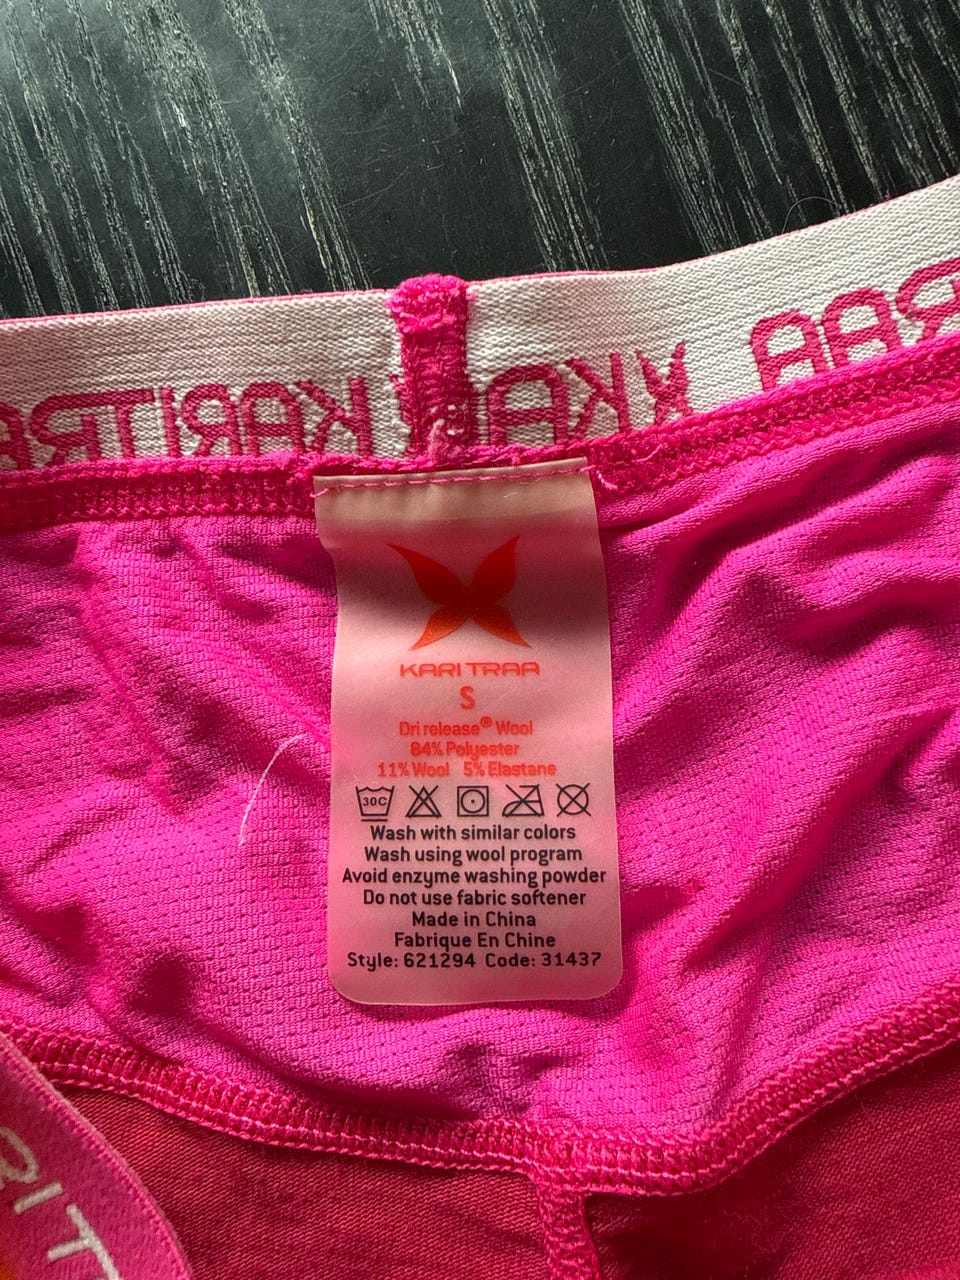 KARI TRAA
S
Dri release® Wool
84% Polyester
11% Wool 5% Elastane
30C
Wash with similar colors
Wash using wool program
Avoid enzyme washing powder
Do not use fabric softener
Made in China
Fabrique En Chine
Style: 621294 Code: 31437